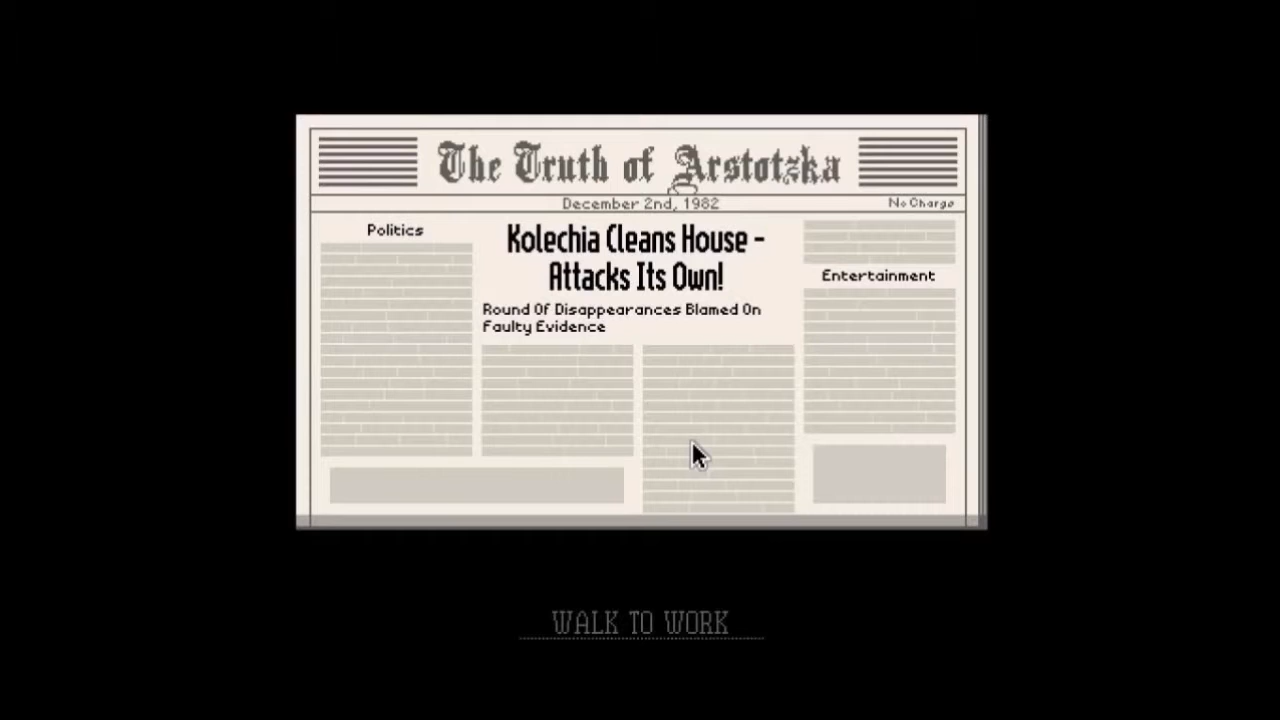 The Truth of Arstotzka
December 2nd, 1982
No Charge
Politics
Kolechia Cleans House -
Attacks Its Own!
Round Of Disappearances Blamed On
Faulty Evidence
Entertainment
WALK TO WORK